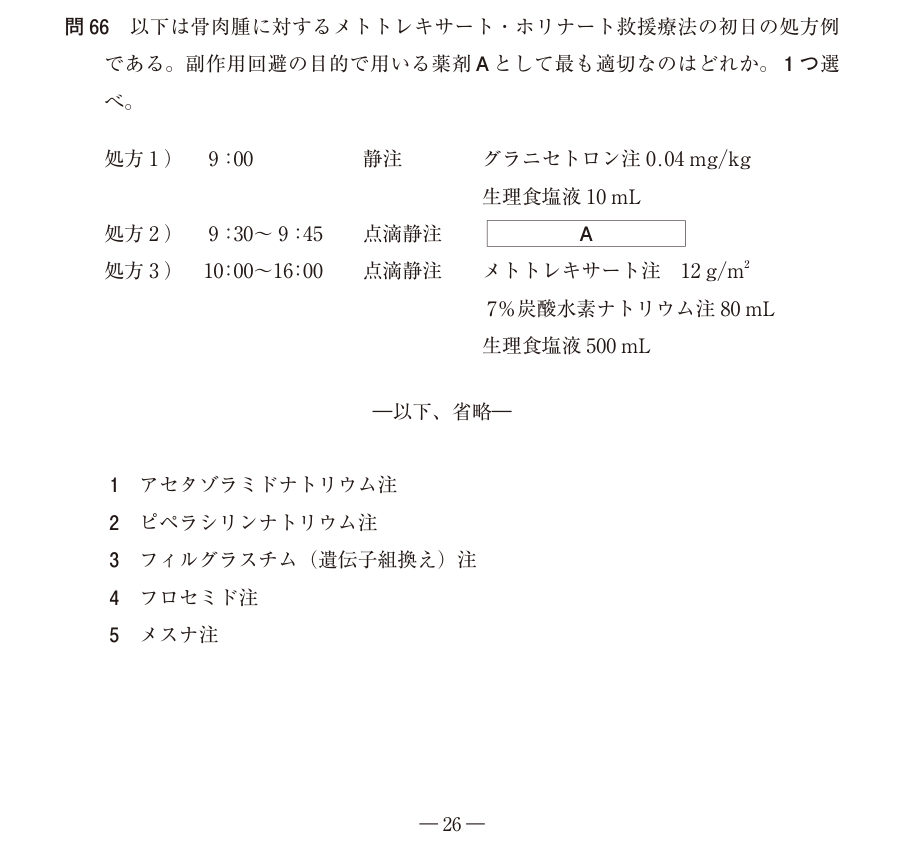 問 66　以下は骨肉腫に対するメトトレキサート・ホリナート救援療法の初日の処方例
である。副作用回避の目的で用いる薬剤 A として最も適切なのはどれか。1つ選
べ。
処方 1）　9：00　静注　グラニセトロン注 0.04 mg/kg
生理食塩液 10 mL
処方 2）　9：30～9：45　点滴静注　A
処方 3）　10：00～16：00　点滴静注　メトトレキサート注　12 g/m²
7％炭酸水素ナトリウム注 80 mL
生理食塩液 500 mL
―以下、省略―
1　アセタゾラミドナトリウム注
2　ピペラシリンナトリウム注
3　フィルグラスチム（遺伝子組換え）注
4　フロセミド注
5　メスナ注
― 26 ―